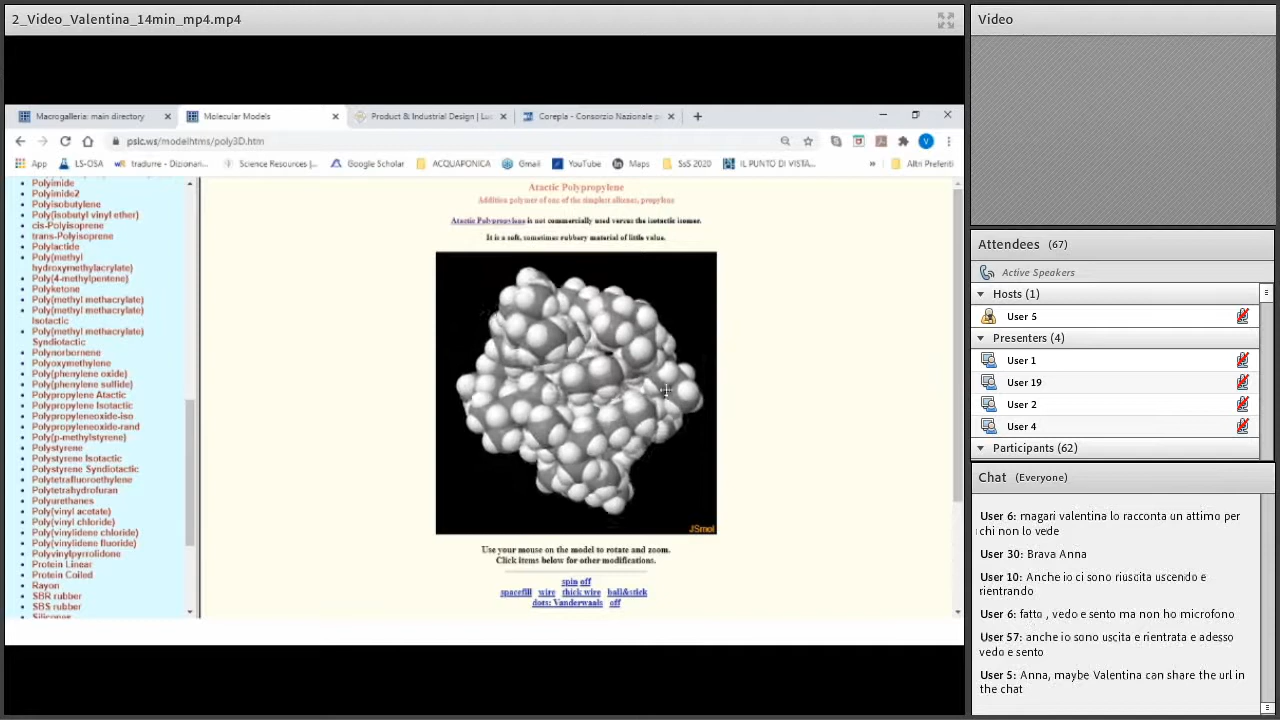 2_Video_Valentina_14min_mp4.mp4
Macrogalleria: main directory
Molecular Models
Product & Industrial Design | Luc
Corepla - Consorzio Nazionale p
pslc.ws/modelhtms/poly3D.htm
App
LS-OSA
tradurre - Dizionari...
Science Resources |...
Google Scholar
ACQUAPONICA
Gmail
YouTube
Maps
SsS 2020
IL PUNTO DI VISTA...
»
Altri Preferiti
Polyimide
Polyimide2
Polyisobutylene
Poly(isobutyl vinyl ether)
cis-Polyisoprene
trans-Polyisoprene
Polylactide
Poly(methyl
hydroxymethylacrylate)
Poly(4-methylpentene)
Polyketone
Poly(methyl methacrylate)
Poly(methyl methacrylate)
Isotactic
Poly(methyl methacrylate)
Syndiotactic
Polynorbornene
Polyoxymethylene
Poly(phenylene oxide)
Poly(phenylene sulfide)
Polypropylene Atactic
Polypropylene Isotactic
Polypropyleneoxide-iso
Polypropyleneoxide-rand
Poly(p-methylstyrene)
Polystyrene
Polystyrene Isotactic
Polystyrene Syndiotactic
Polytetrafluoroethylene
Polytetrahydrofuran
Polyurethanes
Poly(vinyl acetate)
Poly(vinyl chloride)
Poly(vinylidene chloride)
Poly(vinylidene fluoride)
Polyvinylpyrrolidone
Protein Linear
Protein Coiled
Rayon
SBR rubber
SBS rubber
Silicones
Atactic Polypropylene
Addition polymer of one of the simplest alkenes, propylene
Atactic Polypropylene is not commercially used versus the isotactic isomer.
It is a soft, sometimes rubbery material of little value.
JSmol
Use your mouse on the model to rotate and zoom.
Click items below for other modifications.
spin off
spacefill wire thick wire ball&stick
dots: Vanderwaals off
Video
Attendees (67)
Active Speakers
Hosts (1)
User 5
Presenters (4)
User 1
User 19
User 2
User 4
Participants (62)
Chat (Everyone)
User 6: magari valentina lo racconta un attimo per
chi non lo vede
User 6: Brava Anna
rientrando
User 6: fatto , vedo e sento ma non ho microfono
User 57: anche io sono uscita e rientrata e adesso
vedo e sento
User 5: Anna, maybe Valentina can share the url in
the chat